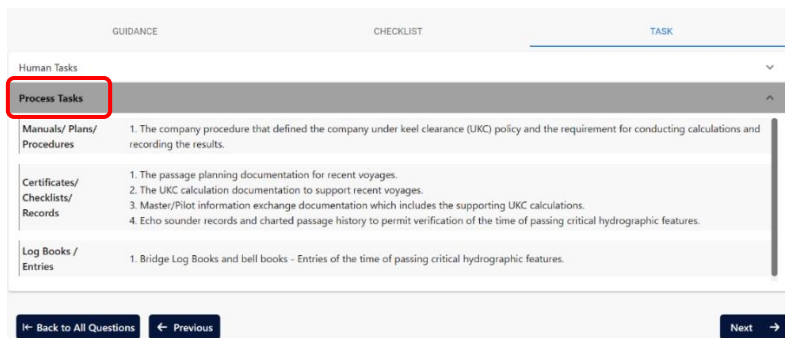 GUIDANCE CHECKLIST TASK
Human Tasks
Process Tasks
Manuals/ Plans/
Procedures
1. The company procedure that defined the company under keel clearance (UKC) policy and the requirement for conducting calculations and
recording the results.
Certificates/
Checklists/
Records
1. The passage planning documentation for recent voyages.
2. The UKC calculation documentation to support recent voyages.
3. Master/Pilot information exchange documentation which includes the supporting UKC calculations.
4. Echo sounder records and charted passage history to permit verification of the time of passing critical hydrographic features.
Log Books /
Entries
1. Bridge Log Books and bell books - Entries of the time of passing critical hydrographic features.
Back to All Questions Previous Next